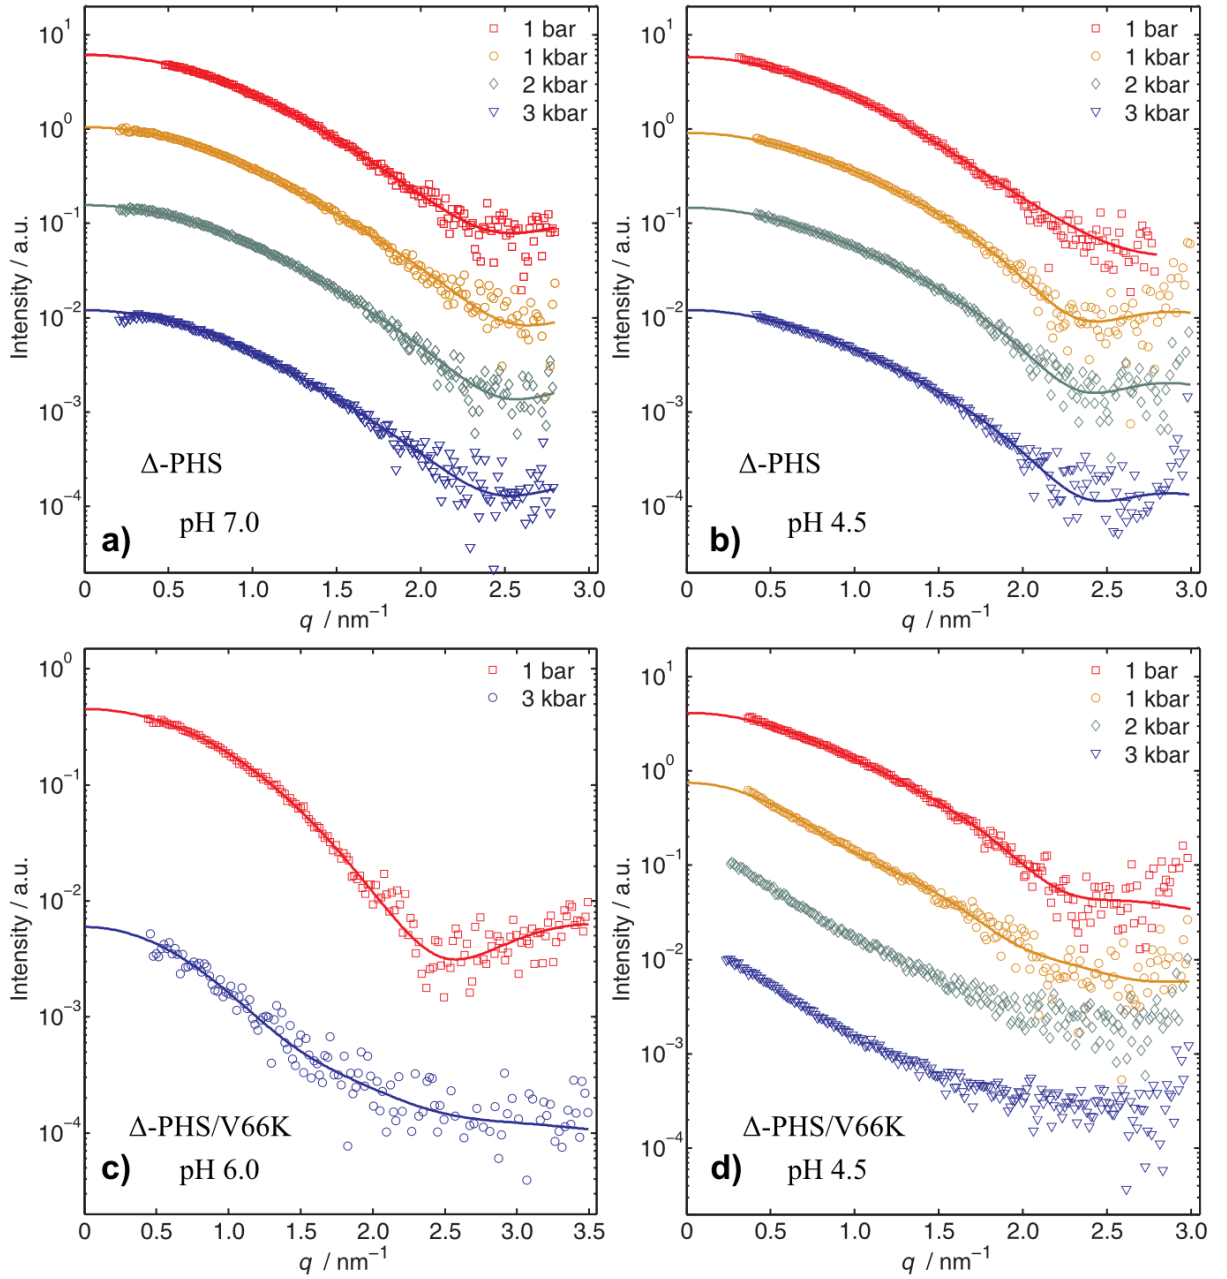 1 bar
1 kbar
2 kbar
3 kbar
10¹
10⁰
10⁻¹
10⁻²
10⁻³
10⁻⁴
Intensity / a.u.
Δ-PHS
pH 7.0
a)
0 0.5 1.0 1.5 2.0 2.5 3.0
q / nm⁻¹
1 bar
1 kbar
2 kbar
3 kbar
10¹
10⁰
10⁻¹
10⁻²
10⁻³
10⁻⁴
Intensity / a.u.
Δ-PHS
pH 4.5
b)
0 0.5 1.0 1.5 2.0 2.5 3.0
q / nm⁻¹
1 bar
3 kbar
10⁰
10⁻¹
10⁻²
10⁻³
10⁻⁴
Intensity / a.u.
Δ-PHS/V66K
pH 6.0
c)
0 0.5 1.0 1.5 2.0 2.5 3.0 3.5
q / nm⁻¹
1 bar
1 kbar
2 kbar
3 kbar
10¹
10⁰
10⁻¹
10⁻²
10⁻³
10⁻⁴
Intensity / a.u.
Δ-PHS/V66K
pH 4.5
d)
0 0.5 1.0 1.5 2.0 2.5 3.0
q / nm⁻¹